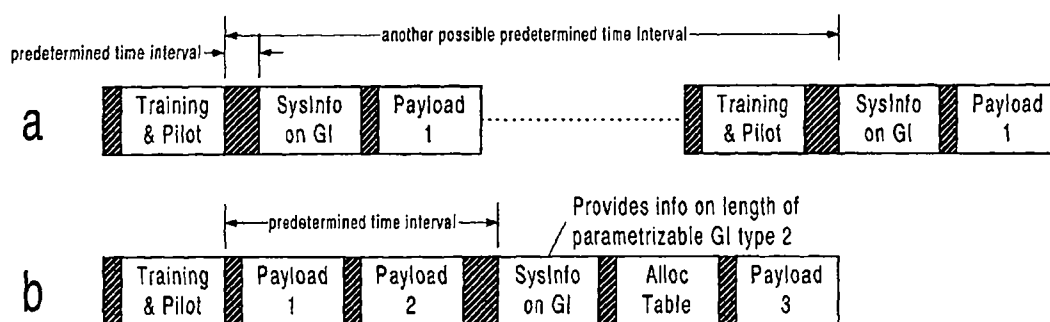 another possible predetermined time Interval
predetermined time interval
a
Training
& Pilot
SysInfo
on GI
Payload
1
Training
& Pilot
SysInfo
on GI
Payload
1
predetermined time interval
Provides info on length of
parametrizable GI type 2
b
Training
& Pilot
Payload
1
Payload
2
SysInfo
on GI
Alloc
Table
Payload
3